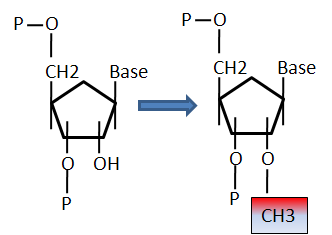 P O P O
CH2 Base CH2 Base
O OH O O
P P
CH3